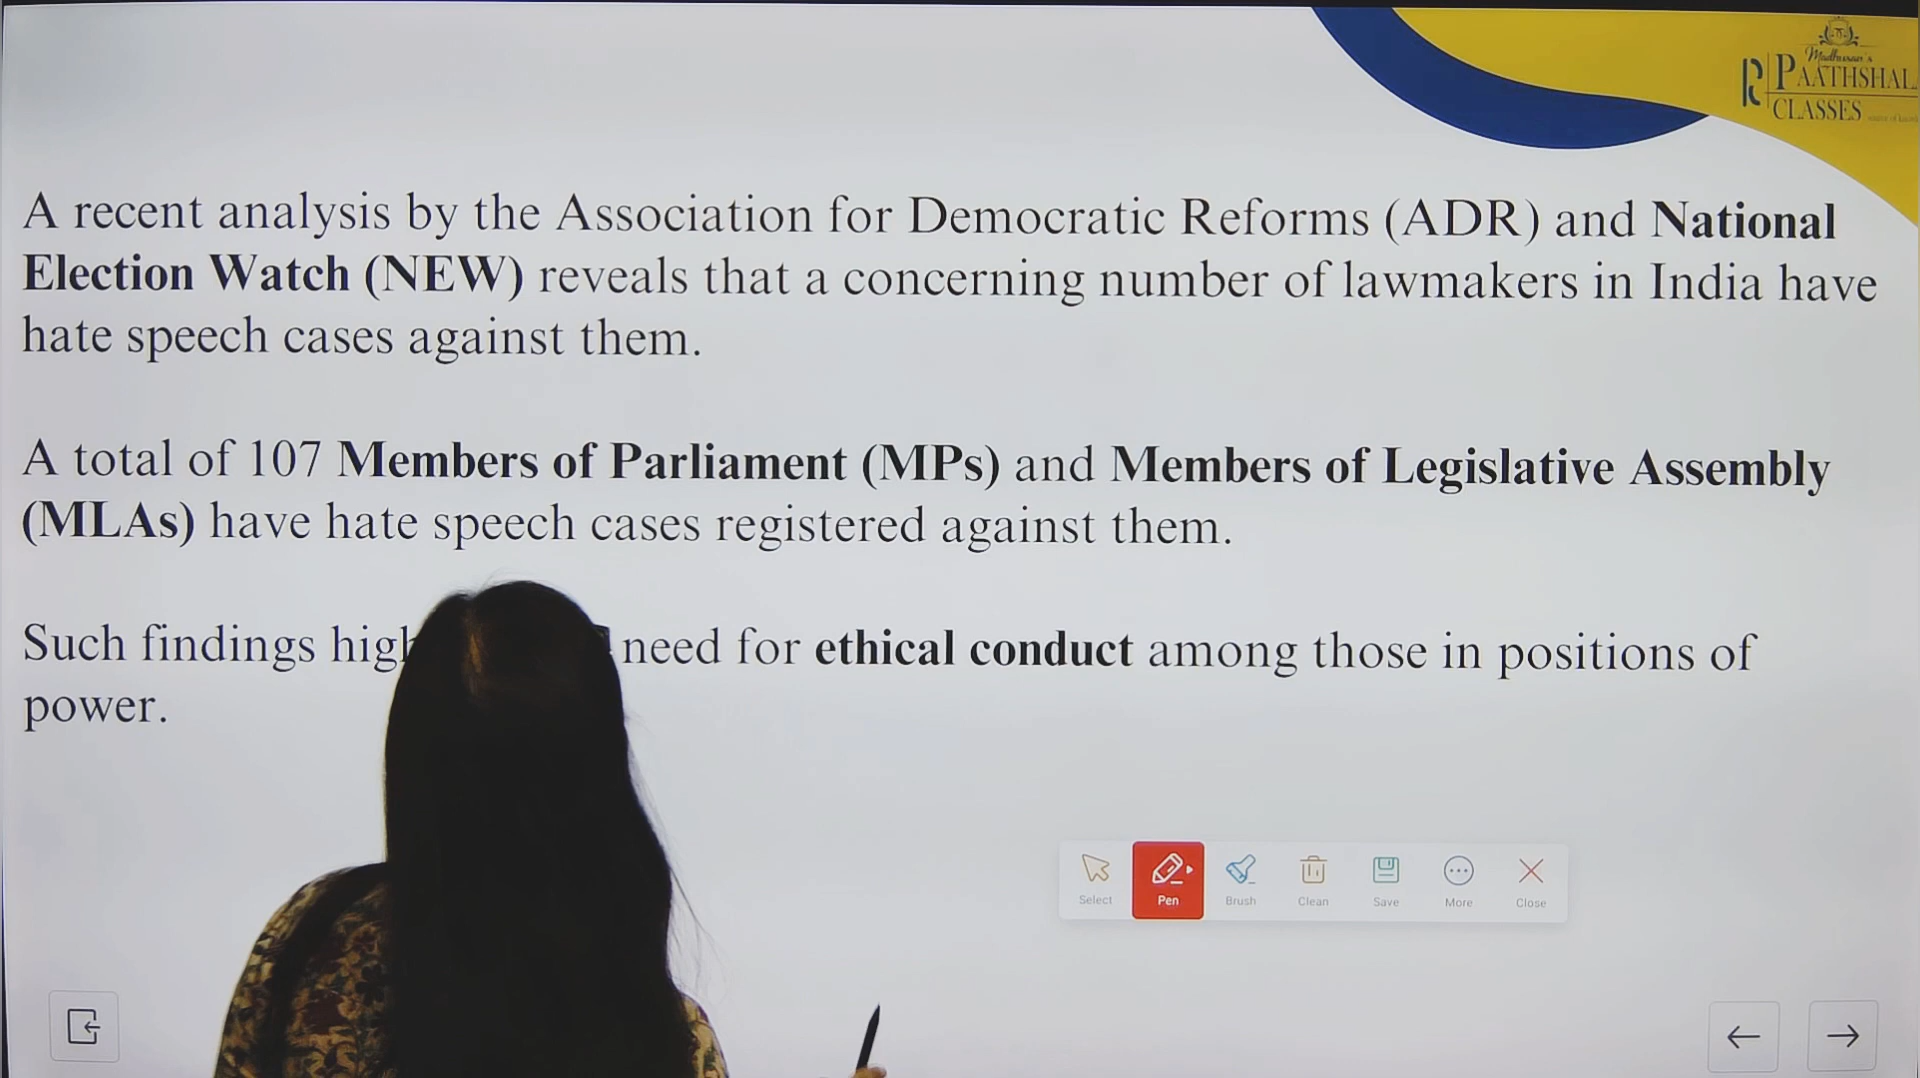 Madhusan's
PAATHSHAL
CLASSES
A recent analysis by the Association for Democratic Reforms (ADR) and National
Election Watch (NEW) reveals that a concerning number of lawmakers in India have
hate speech cases against them.
A total of 107 Members of Parliament (MPs) and Members of Legislative Assembly
(MLAs) have hate speech cases registered against them.
Such findings need for ethical conduct among those in positions of
power.
Select Pen Brush Clean Save More Close